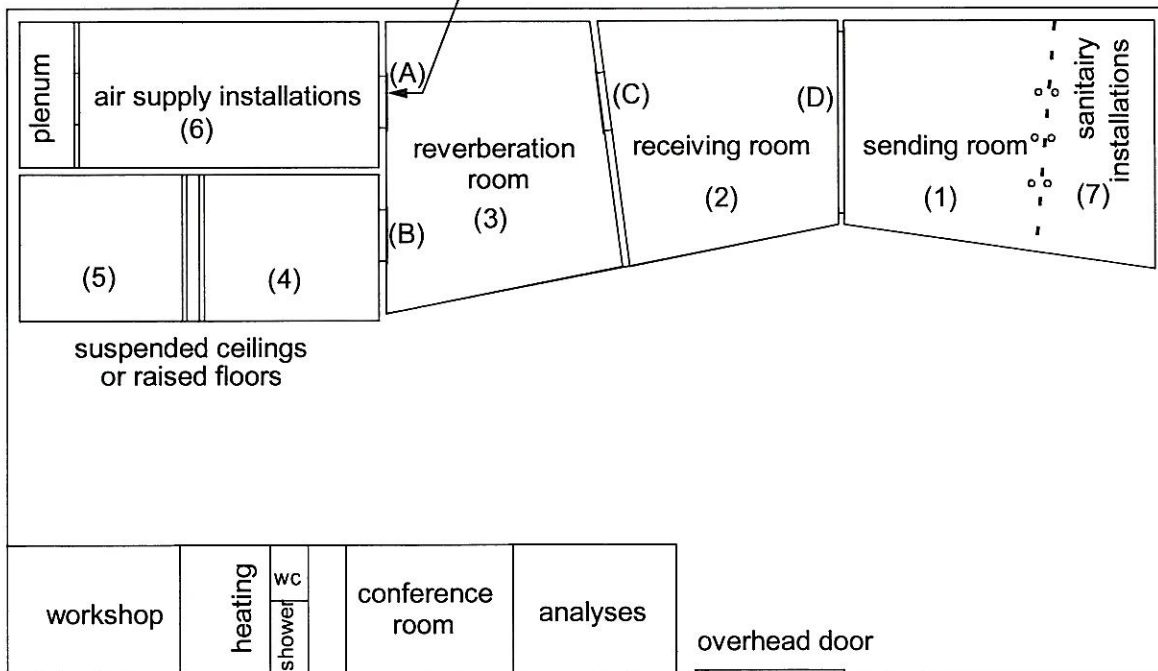 plenum
air supply installations
(6)
(A)
(B)
(5)
(4)
suspended ceilings
or raised floors
reverberation
room
(3)
(C)
receiving room
(2)
(D)
sending room
(1)
sanitairy
installations
(7)
workshop
heating
wc
shower
conference
room
analyses
overhead door